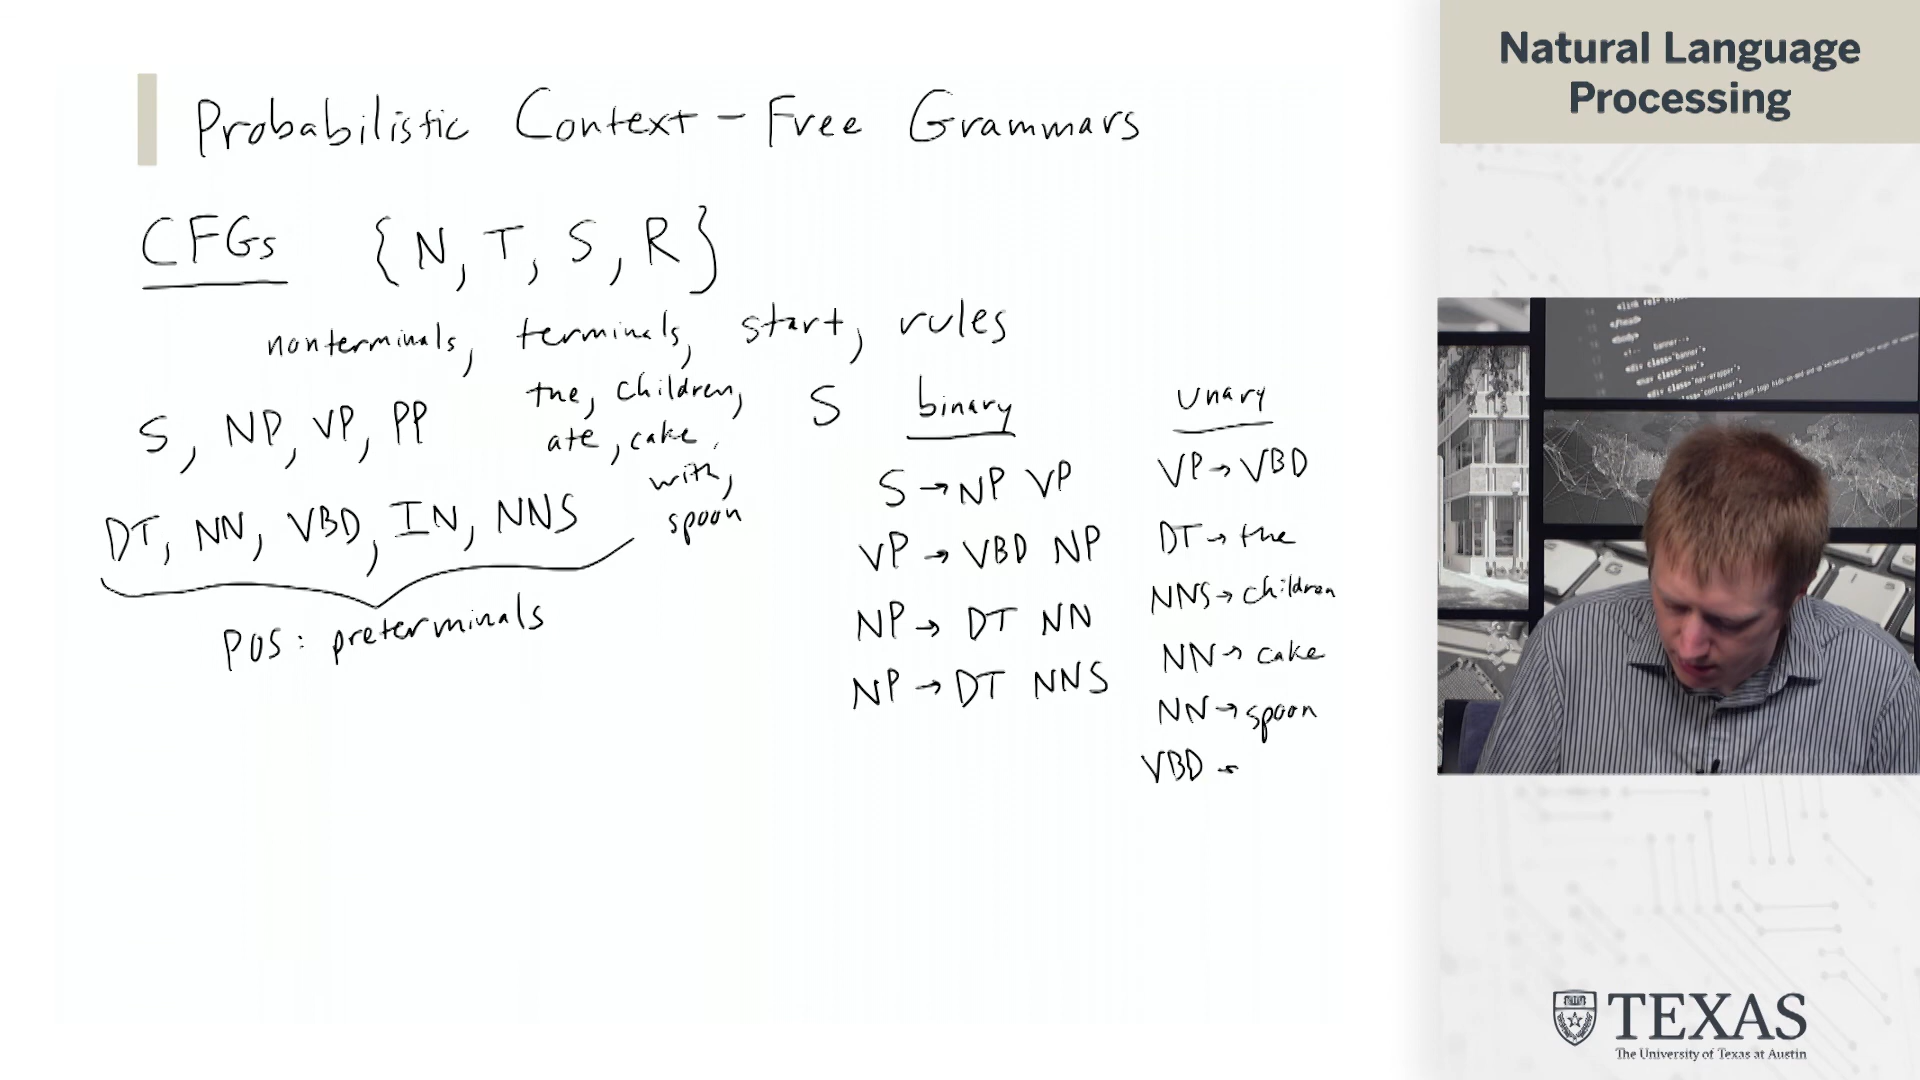 Probabilistic Context-Free Grammars
CFGs {N, T, S, R}
nonterminals, terminals, start, rules
S, NP, VP, PP
DT, NN, VBD, IN, NNS
POS: preterminals
the, children,
ate, cake,
with,
spoon
S
binary
S → NP VP
VP → VBD NP
NP → DT NN
NP → DT NNS
unary
VP → VBD
DT → the
NNS → children
NN → cake
NN → spoon
VBD →
Natural Language
Processing
TEXAS
The University of Texas at Austin